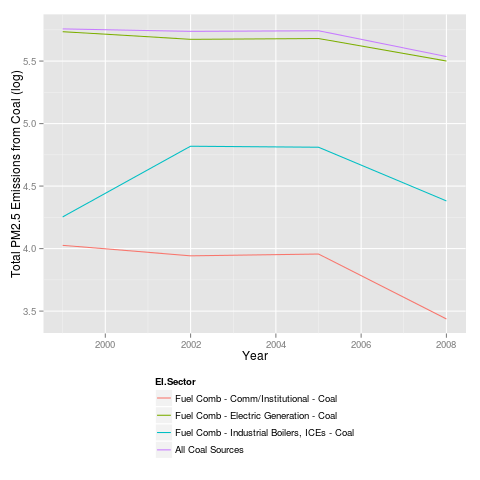 Total PM2.5 Emissions from Coal (log)
5.5
5.0
4.5
4.0
3.5
2000 2002 2004 2006 2008
Year
EI.Sector
Fuel Comb - Comm/Institutional - Coal
Fuel Comb - Electric Generation - Coal
Fuel Comb - Industrial Boilers, ICEs - Coal
All Coal Sources